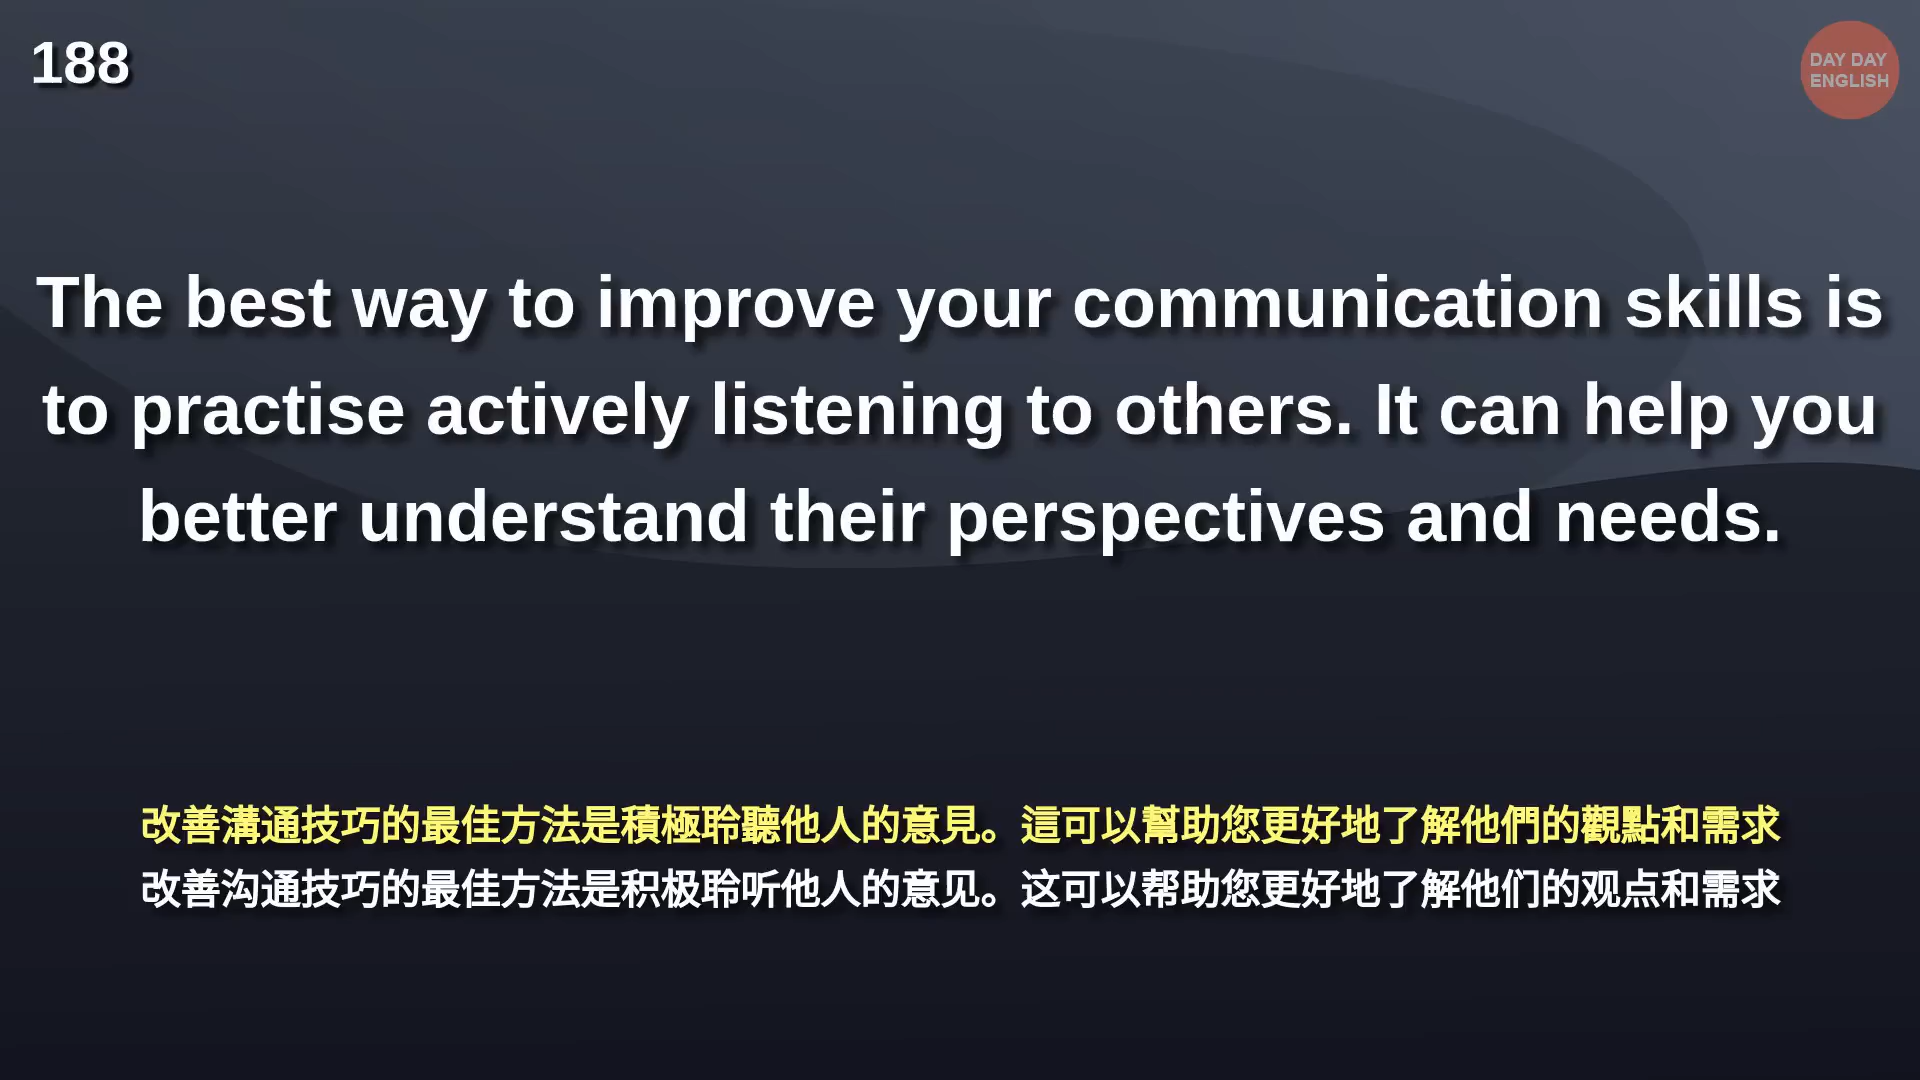 188
DAY DAY
ENGLISH
The best way to improve your communication skills is
to practise actively listening to others. It can help you
better understand their perspectives and needs.
改善溝通技巧的最佳方法是積極聆聽他人的意見。這可以幫助您更好地了解他們的觀點和需求
改善沟通技巧的最佳方法是积极聆听他人的意见。这可以帮助您更好地了解他们的观点和需求